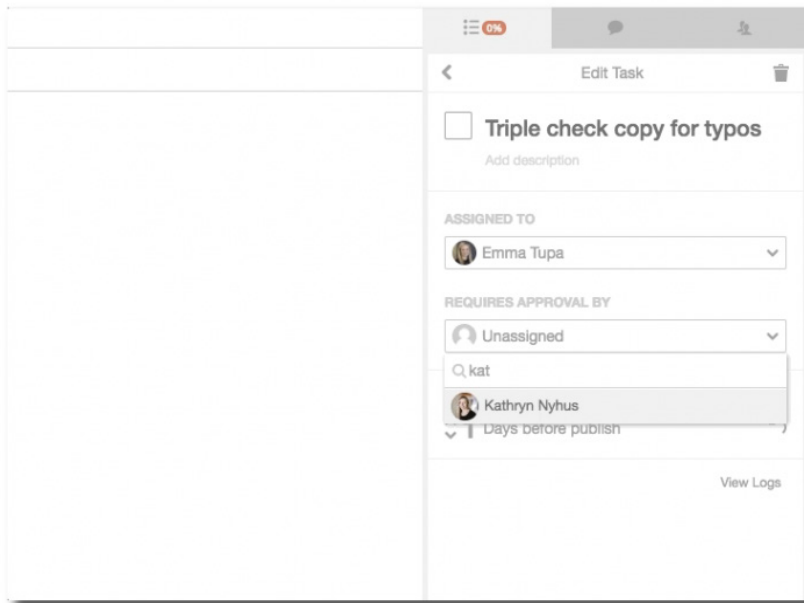 0%
Edit Task
Triple check copy for typos
Add description
ASSIGNED TO
Emma Tupa
REQUIRES APPROVAL BY
Unassigned
kat
Kathryn Nyhus
Days before publish
View Logs